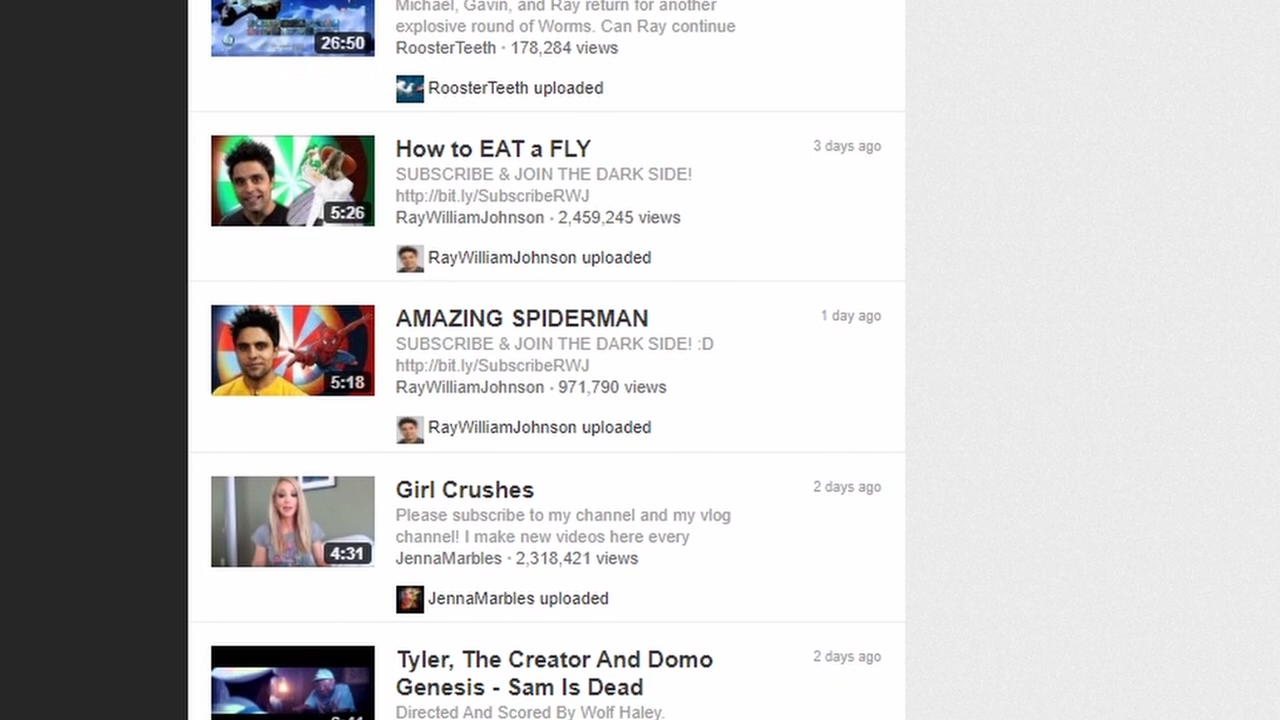 Michael, Gavin, and Ray return for another
explosive round of Worms. Can Ray continue
26:50
RoosterTeeth · 178,284 views
RoosterTeeth uploaded
How to EAT a FLY
3 days ago
SUBSCRIBE & JOIN THE DARK SIDE!
http://bit.ly/SubscribeRWJ
5:26
RayWilliamJohnson · 2,459,245 views
RayWilliamJohnson uploaded
AMAZING SPIDERMAN
1 day ago
SUBSCRIBE & JOIN THE DARK SIDE! :D
http://bit.ly/SubscribeRWJ
5:18
RayWilliamJohnson · 971,790 views
RayWilliamJohnson uploaded
Girl Crushes
2 days ago
Please subscribe to my channel and my vlog
channel! I make new videos here every
4:31
JennaMarbles · 2,318,421 views
JennaMarbles uploaded
Tyler, The Creator And Domo
2 days ago
Genesis - Sam Is Dead
Directed And Scored By Wolf Haley.